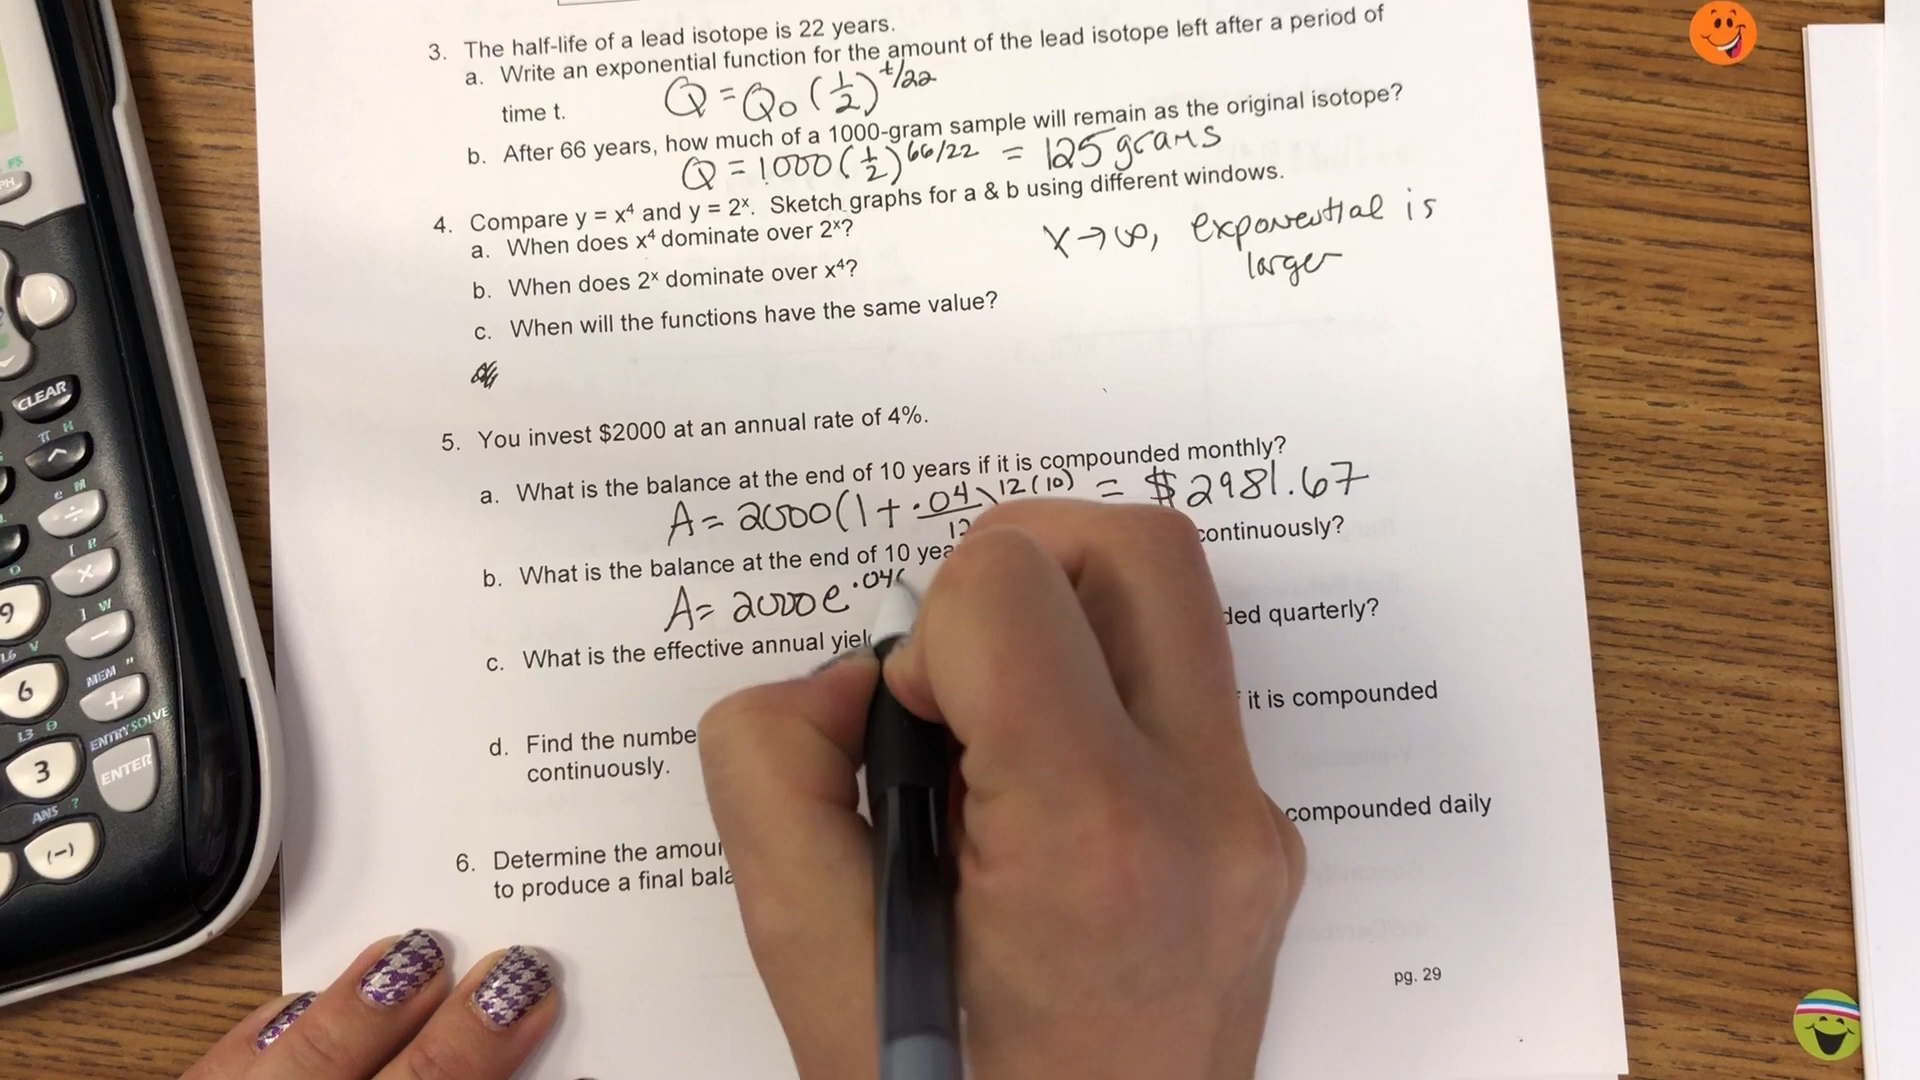 3. The half-life of a lead isotope is 22 years.
a. Write an exponential function for the amount of the lead isotope left after a period of
time t.
Q = Q₀ (1/2)^t/22
b. After 66 years, how much of a 1000-gram sample will remain as the original isotope?
Q = 1000 (1/2)^66/22 = 125 grams
4. Compare y = x⁴ and y = 2ˣ. Sketch graphs for a & b using different windows.
a. When does x⁴ dominate over 2ˣ?
x→∞, exponential is
larger
b. When does 2ˣ dominate over x⁴?
c. When will the functions have the same value?
5. You invest $2000 at an annual rate of 4%.
a. What is the balance at the end of 10 years if it is compounded monthly?
A = 2000(1 + .04/12)^12(10) = $2981.67
b. What is the balance at the end of 10 continuously?
A = 2000e^.04(
c. What is the effective annual quarterly?
d. Find the it is compounded
continuously.
6. Determine the compounded daily
to produce a final
pg. 29
CLEAR
π H
^
e M
÷
[ R
×
] W
−
MEM "
+
ENTRY SOLVE
ENTER
9
L6 V
6
L3 θ
3
ANS ?
(-)